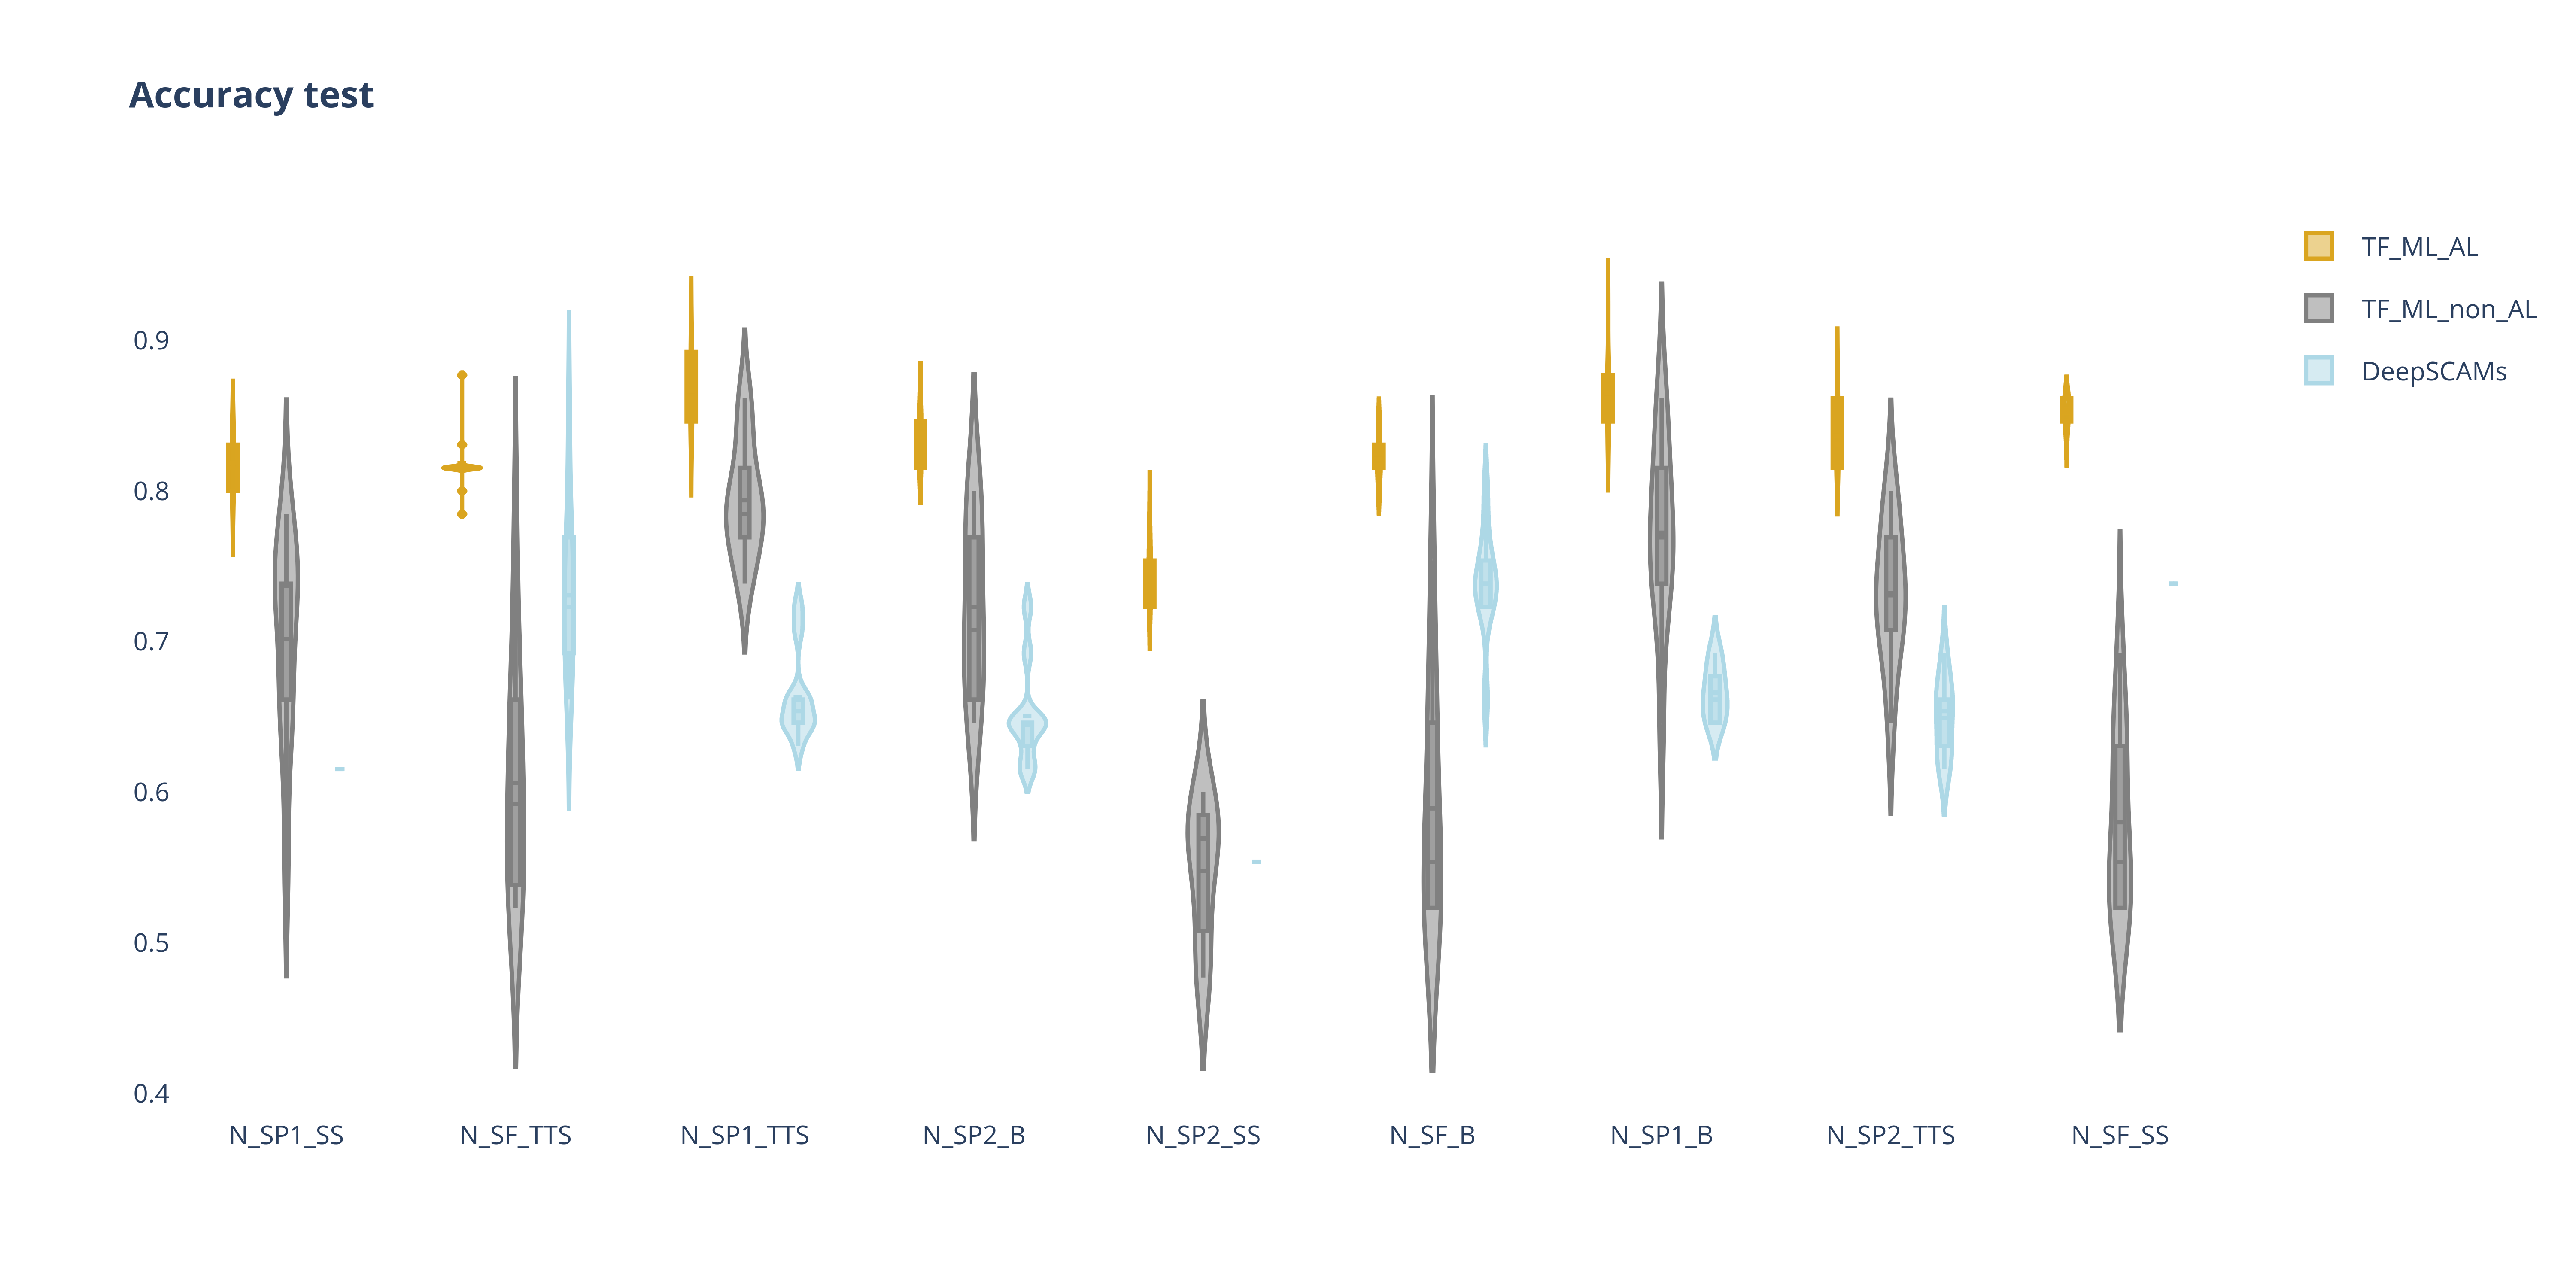 Accuracy test
TF_ML_AL
TF_ML_non_AL
DeepSCAMs
0.9
0.8
0.7
0.6
0.5
0.4
N_SP1_SS N_SF_TTS N_SP1_TTS N_SP2_B N_SP2_SS N_SF_B N_SP1_B N_SP2_TTS N_SF_SS